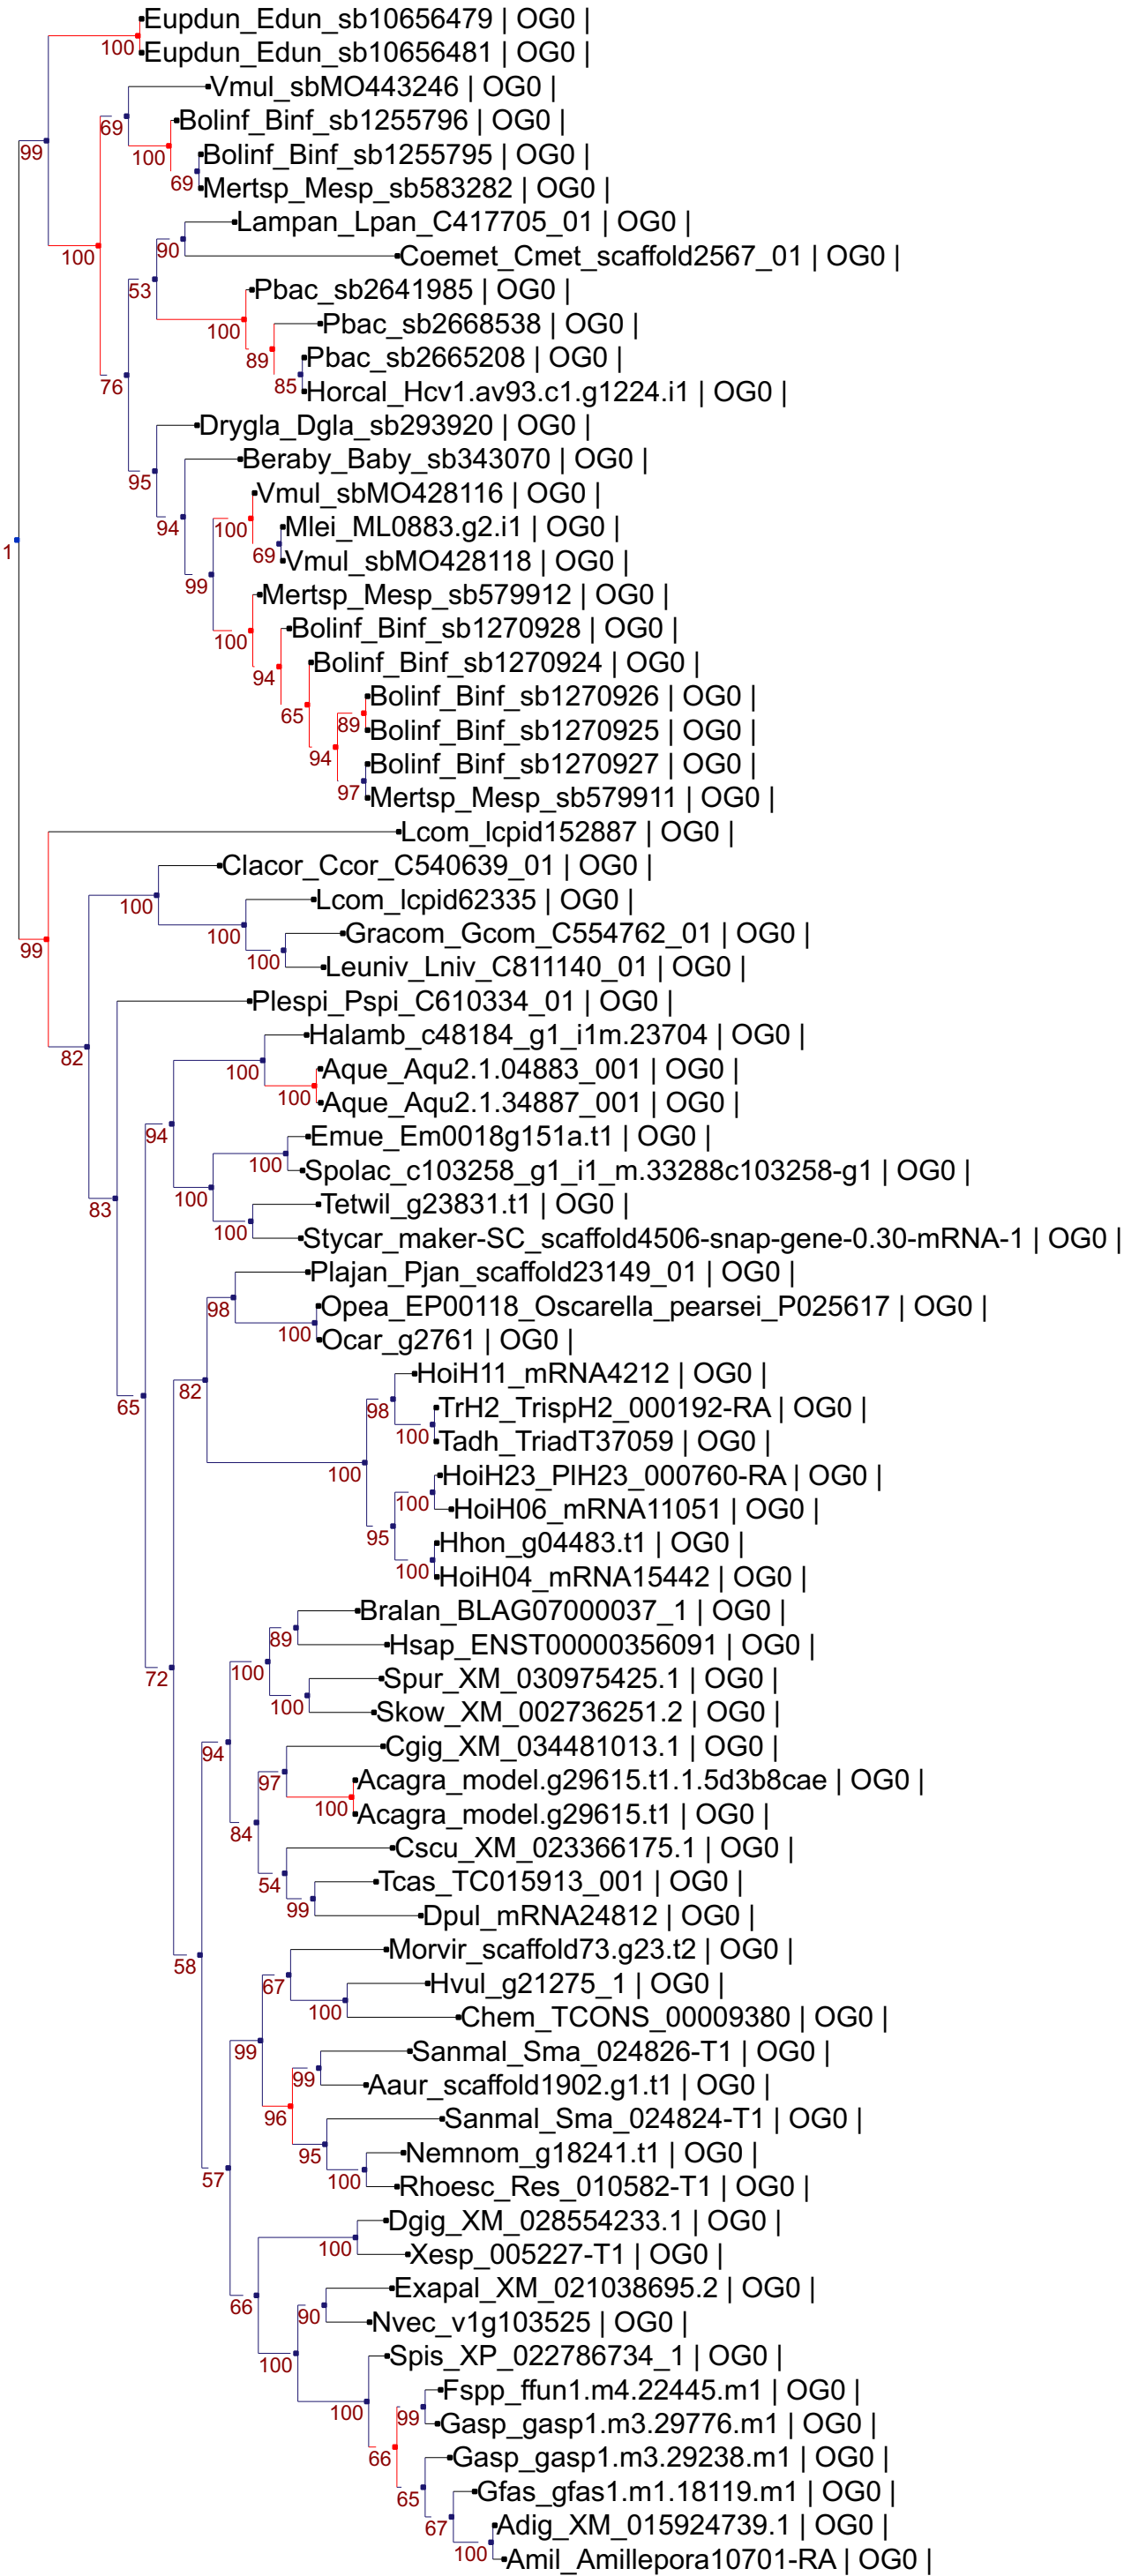 Eupdun_Edun_sb10656479 | OG0 |
100
Eupdun_Edun_sb10656481 | OG0 |
Vmul_sbMO443246 | OG0 |
69
Bolinf_Binf_sb1255796 | OG0 |
99
100
Bolinf_Binf_sb1255795 | OG0 |
69
Mertsp_Mesp_sb583282 | OG0 |
Lampan_Lpan_C417705_01 | OG0 |
100
90
Coemet_Cmet_scaffold2567_01 | OG0 |
53
Pbac_sb2641985 | OG0 |
100
Pbac_sb2668538 | OG0 |
89
Pbac_sb2665208 | OG0 |
76
85
Horcal_Hcv1.av93.c1.g1224.i1 | OG0 |
Drygla_Dgla_sb293920 | OG0 |
Beraby_Baby_sb343070 | OG0 |
95
Vmul_sbMO428116 | OG0 |
94
100
Mlei_ML0883.g2.i1 | OG0 |
1
69
Vmul_sbMO428118 | OG0 |
99
Mertsp_Mesp_sb579912 | OG0 |
100
Bolinf_Binf_sb1270928 | OG0 |
94
Bolinf_Binf_sb1270924 | OG0 |
65
Bolinf_Binf_sb1270926 | OG0 |
89
Bolinf_Binf_sb1270925 | OG0 |
94
Bolinf_Binf_sb1270927 | OG0 |
97
Mertsp_Mesp_sb579911 | OG0 |
Lcom_lcpid152887 | OG0 |
Clacor_Ccor_C540639_01 | OG0 |
100
Lcom_lcpid62335 | OG0 |
100
Gracom_Gcom_C554762_01 | OG0 |
99
100
Leuniv_Lniv_C811140_01 | OG0 |
Plespi_Pspi_C610334_01 | OG0 |
82
Halamb_c48184_g1_i1m.23704 | OG0 |
100
Aque_Aqu2.1.04883_001 | OG0 |
100
Aque_Aqu2.1.34887_001 | OG0 |
94
Emue_Em0018g151a.t1 | OG0 |
100
Spolac_c103258_g1_i1_m.33288c103258-g1 | OG0 |
83
100
Tetwil_g23831.t1 | OG0 |
100
Stycar_maker-SC_scaffold4506-snap-gene-0.30-mRNA-1 | OG0 |
Plajan_Pjan_scaffold23149_01 | OG0 |
98
Opea_EP00118_Oscarella_pearsei_P025617 | OG0 |
100
Ocar_g2761 | OG0 |
65
82
HoiH11_mRNA4212 | OG0 |
98
TrH2_TrispH2_000192-RA | OG0 |
100
Tadh_TriadT37059 | OG0 |
100
HoiH23_PlH23_000760-RA | OG0 |
100
HoiH06_mRNA11051 | OG0 |
95
Hhon_g04483.t1 | OG0 |
100
HoiH04_mRNA15442 | OG0 |
Bralan_BLAG07000037_1 | OG0 |
89
Hsap_ENST00000356091 | OG0 |
72
100
Spur_XM_030975425.1 | OG0 |
100
Skow_XM_002736251.2 | OG0 |
94
Cgig_XM_034481013.1 | OG0 |
97
Acagra_model.g29615.t1.1.5d3b8cae | OG0 |
100
Acagra_model.g29615.t1 | OG0 |
84
Cscu_XM_023366175.1 | OG0 |
54
Tcas_TC015913_001 | OG0 |
99
Dpul_mRNA24812 | OG0 |
58
Morvir_scaffold73.g23.t2 | OG0 |
67
Hvul_g21275_1 | OG0 |
100
Chem_TCONS_00009380 | OG0 |
99
Sanmal_Sma_024826-T1 | OG0 |
99
Aaur_scaffold1902.g1.t1 | OG0 |
96
Sanmal_Sma_024824-T1 | OG0 |
95
Nemnom_g18241.t1 | OG0 |
57
100
Rhoesc_Res_010582-T1 | OG0 |
Dgig_XM_028554233.1 | OG0 |
100
Xesp_005227-T1 | OG0 |
66
Exapal_XM_021038695.2 | OG0 |
90
Nvec_v1g103525 | OG0 |
100
Spis_XP_022786734_1 | OG0 |
100
Fspp_ffun1.m4.22445.m1 | OG0 |
99
Gasp_gasp1.m3.29776.m1 | OG0 |
66
Gasp_gasp1.m3.29238.m1 | OG0 |
65
Gfas_gfas1.m1.18119.m1 | OG0 |
67
Adig_XM_015924739.1 | OG0 |
100
Amil_Amillepora10701-RA | OG0 |